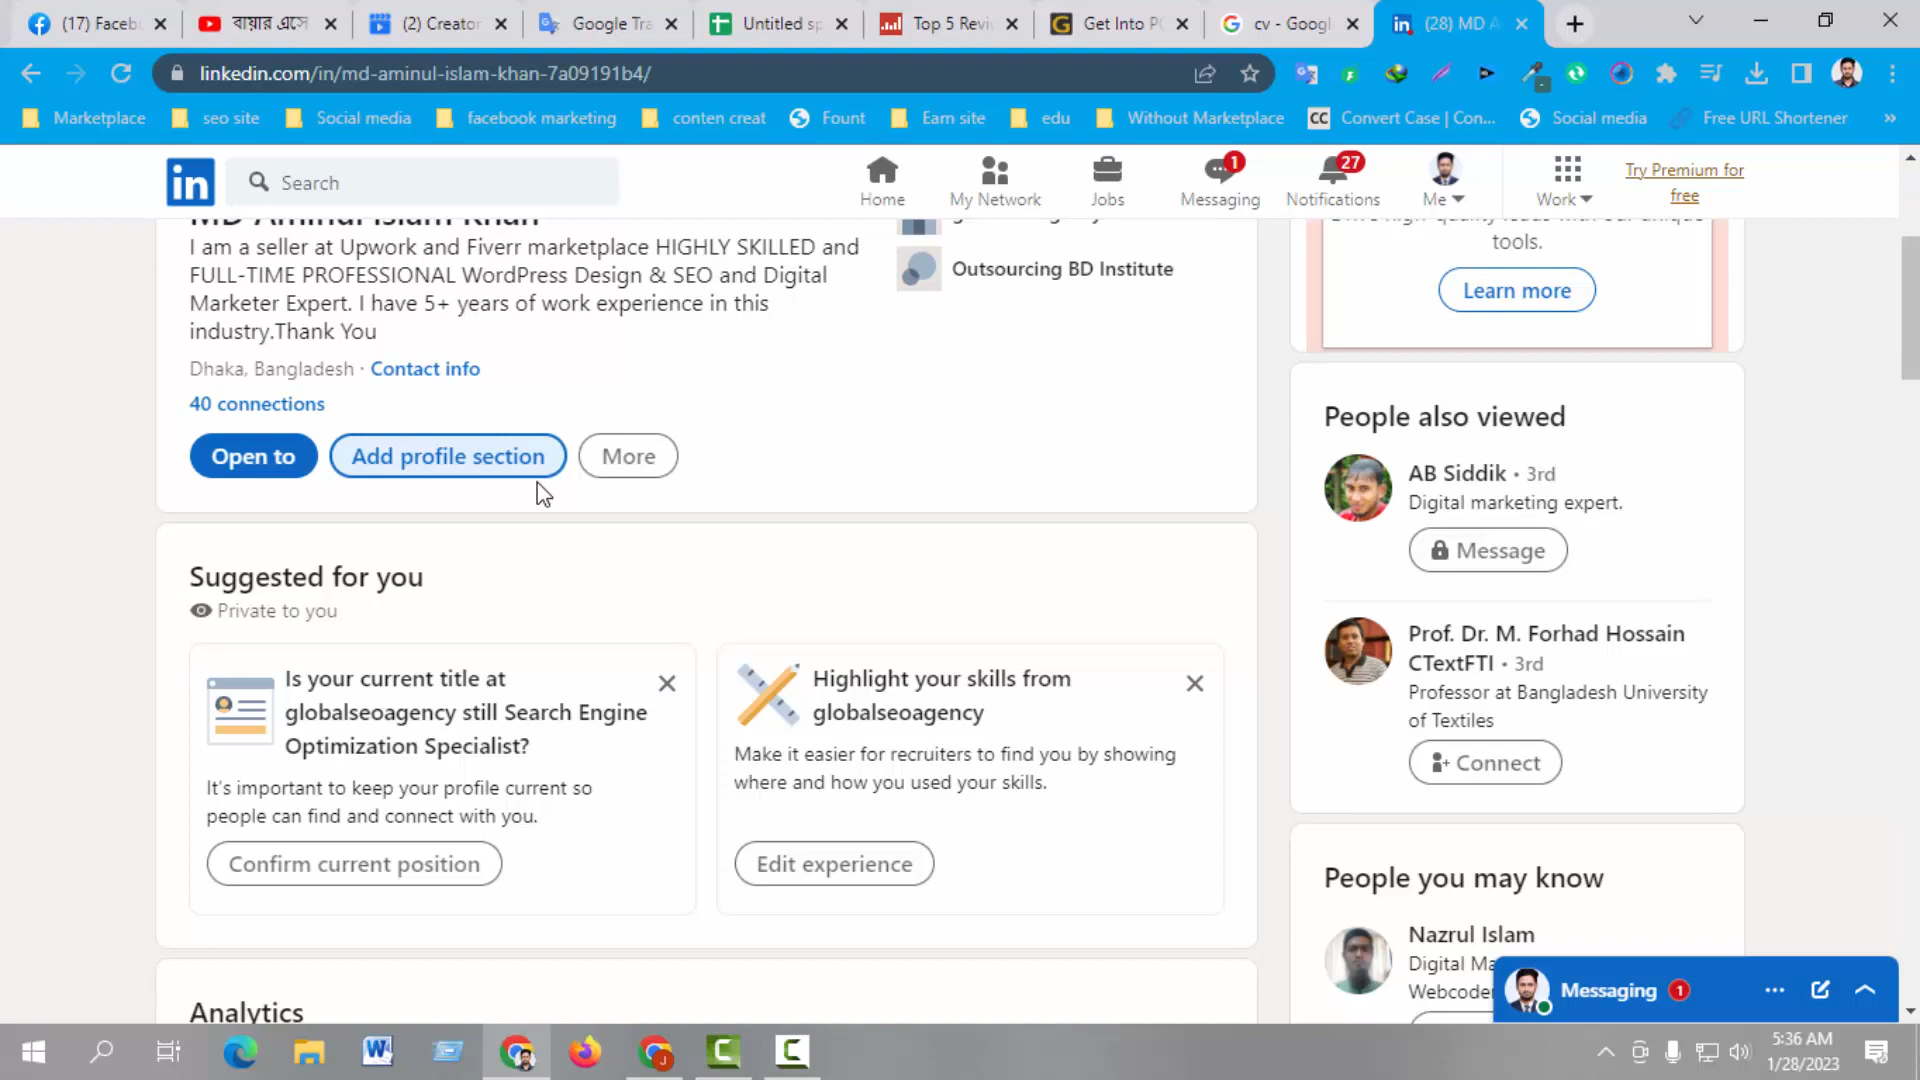 (17) Faceb
বায়ার এসে
(2) Creator
Google Tra
Untitled sp
Top 5 Revi
Get Into PC
cv - Googl
(28) MD A
linkedin.com/in/md-aminul-islam-khan-7a09191b4/
Marketplace
seo site
Social media
facebook marketing
conten creat
Fount
Earn site
edu
Without Marketplace
CC Convert Case | Con...
Social media
Free URL Shortener
»
in
Search
Home
My Network
Jobs
1
Messaging
27
Notifications
Me
Work
Try Premium for
free
MD Aminul Islam Khan
I am a seller at Upwork and Fiverr marketplace HIGHLY SKILLED and
FULL-TIME PROFESSIONAL WordPress Design & SEO and Digital
Marketer Expert. I have 5+ years of work experience in this
industry.Thank You
Dhaka, Bangladesh · Contact info
40 connections
Open to
Add profile section
More
Outsourcing BD Institute
tools.
Learn more
Suggested for you
Private to you
Is your current title at
globalseoagency still Search Engine
Optimization Specialist?
It's important to keep your profile current so
people can find and connect with you.
Confirm current position
Highlight your skills from
globalseoagency
Make it easier for recruiters to find you by showing
where and how you used your skills.
Edit experience
Analytics
People also viewed
AB Siddik • 3rd
Digital marketing expert.
Message
Prof. Dr. M. Forhad Hossain
CTextFTI • 3rd
Professor at Bangladesh University
of Textiles
Connect
People you may know
Nazrul Islam
Digital Ma
Webcoder
Messaging 1
5:36 AM
1/28/2023